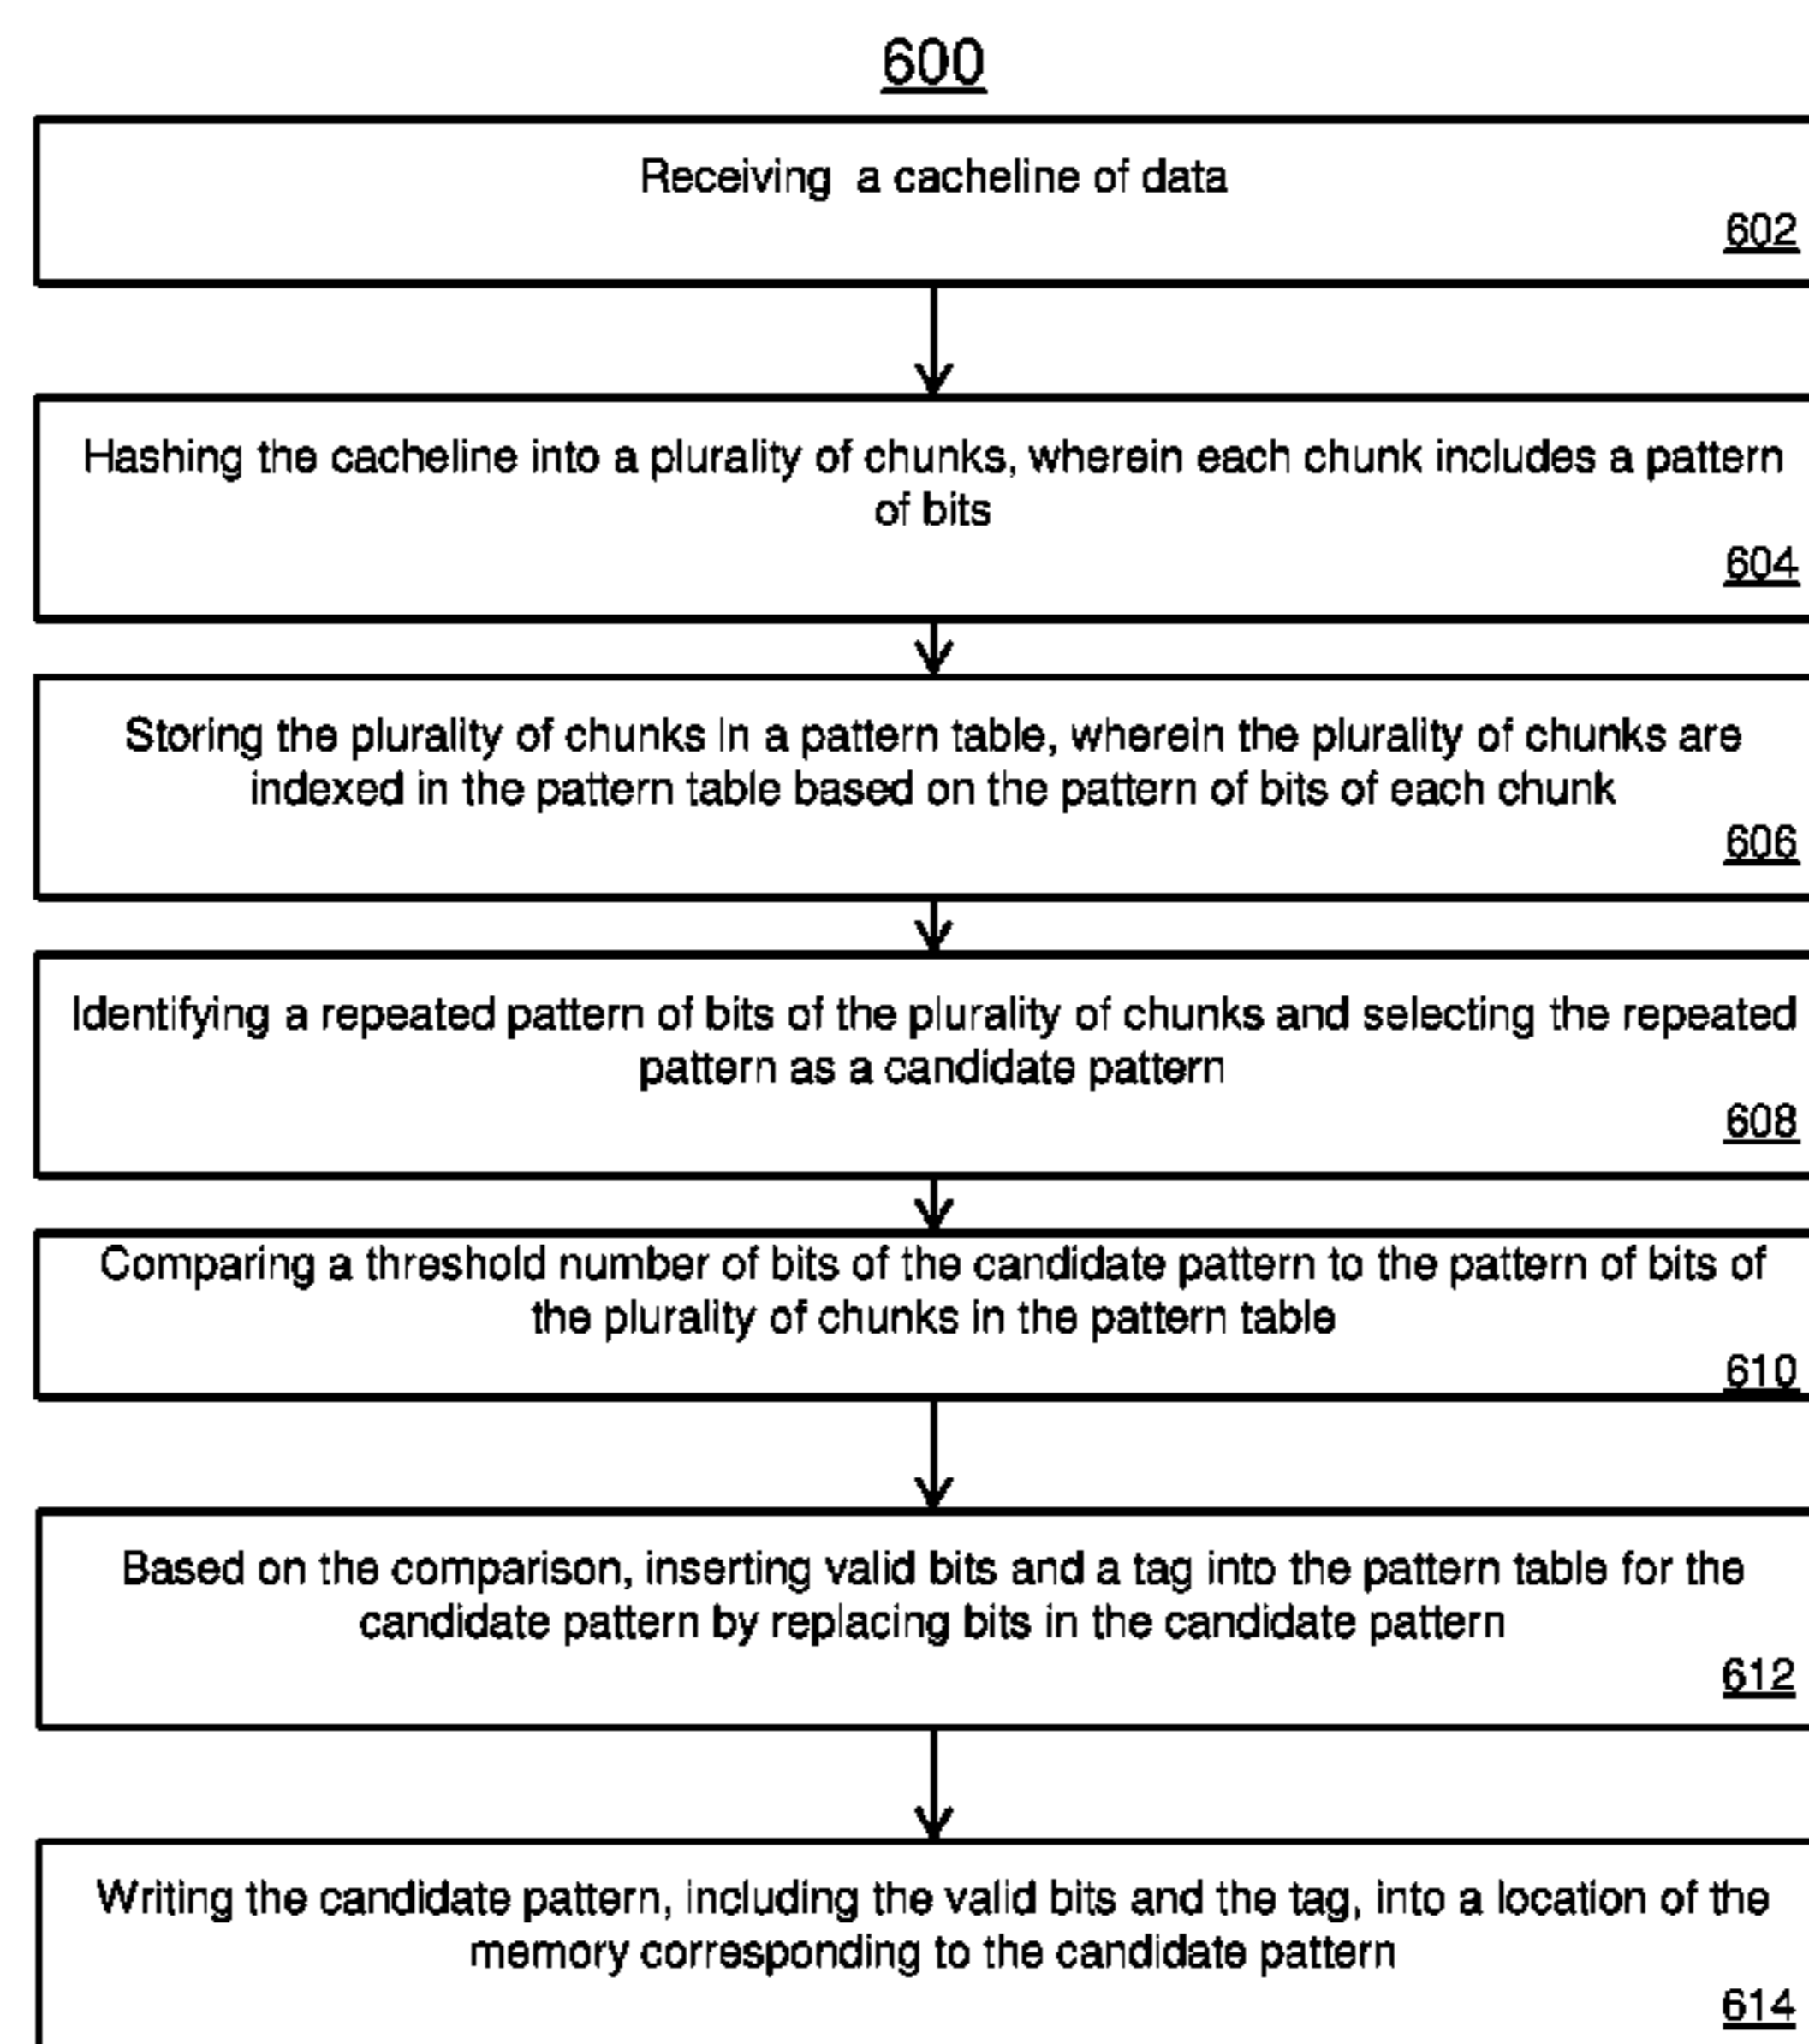 600
Receiving a cacheline of data
602
Hashing the cacheline into a plurality of chunks, wherein each chunk includes a pattern
of bits
604
Storing the plurality of chunks in a pattern table, wherein the plurality of chunks are
indexed in the pattern table based on the pattern of bits of each chunk
606
Identifying a repeated pattern of bits of the plurality of chunks and selecting the repeated
pattern as a candidate pattern
608
Comparing a threshold number of bits of the candidate pattern to the pattern of bits of
the plurality of chunks in the pattern table
610
Based on the comparison, inserting valid bits and a tag into the pattern table for the
candidate pattern by replacing bits in the candidate pattern
612
Writing the candidate pattern, including the valid bits and the tag, into a location of the
memory corresponding to the candidate pattern
614